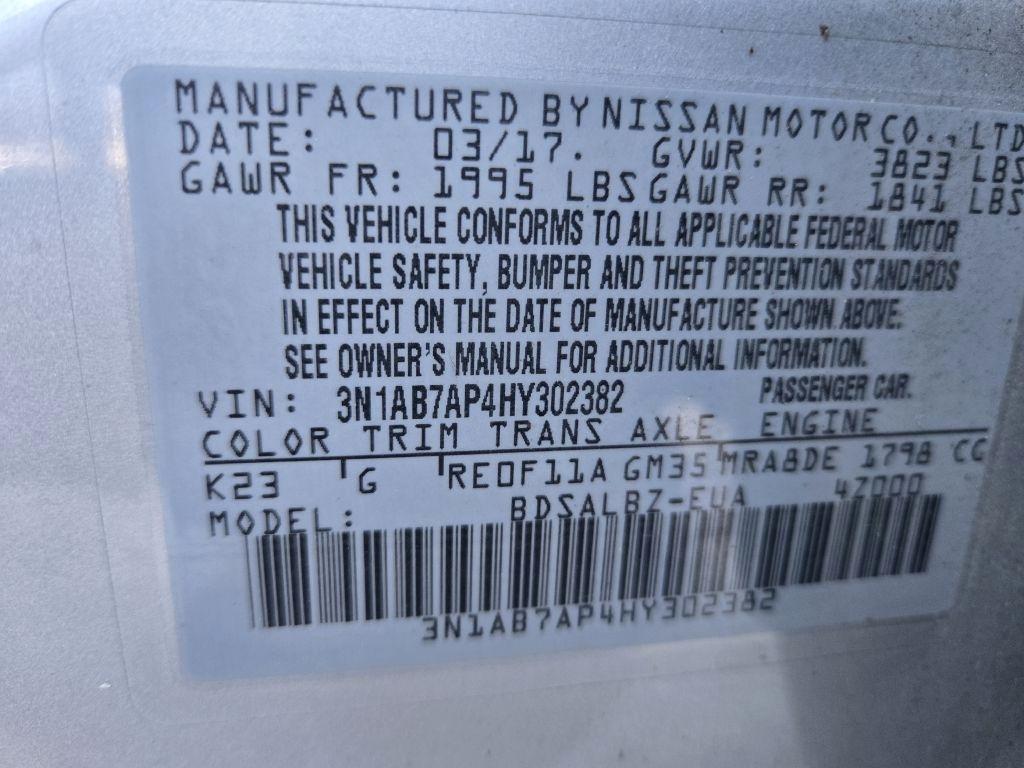 MANUFACTURED BY NISSAN MOTOR CO., LTD
DATE: 03/17. GVWR: 3823 LBS
GAWR FR: 1995 LBS GAWR RR: 1841 LBS
THIS VEHICLE CONFORMS TO ALL APPLICABLE FEDERAL MOTOR
VEHICLE SAFETY, BUMPER AND THEFT PREVENTION STANDARDS
IN EFFECT ON THE DATE OF MANUFACTURE SHOWN ABOVE.
SEE OWNER'S MANUAL FOR ADDITIONAL INFORMATION.
VIN: 3N1AB7AP4HY302382 PASSENGER CAR.
COLOR TRIM TRANS AXLE ENGINE
K23 G RE0F11A GM35 MRA8DE 1798 CC
MODEL: BDSALBZ-EUA 4Z000
3N1AB7AP4HY302382